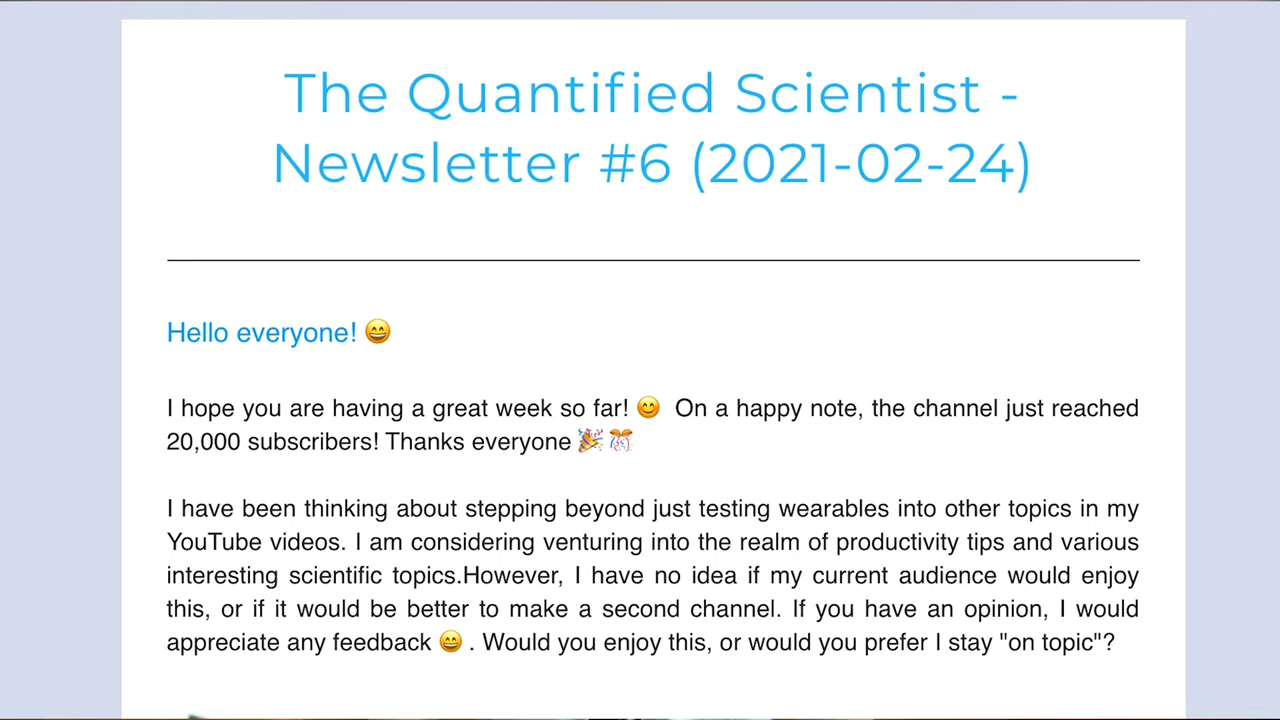 The Quantified Scientist -
Newsletter #6 (2021-02-24)
Hello everyone! 😄
I hope you are having a great week so far! 😊 On a happy note, the channel just reached
20,000 subscribers! Thanks everyone 🎉 🎊
I have been thinking about stepping beyond just testing wearables into other topics in my
YouTube videos. I am considering venturing into the realm of productivity tips and various
interesting scientific topics.However, I have no idea if my current audience would enjoy
this, or if it would be better to make a second channel. If you have an opinion, I would
appreciate any feedback 😄 . Would you enjoy this, or would you prefer I stay "on topic"?